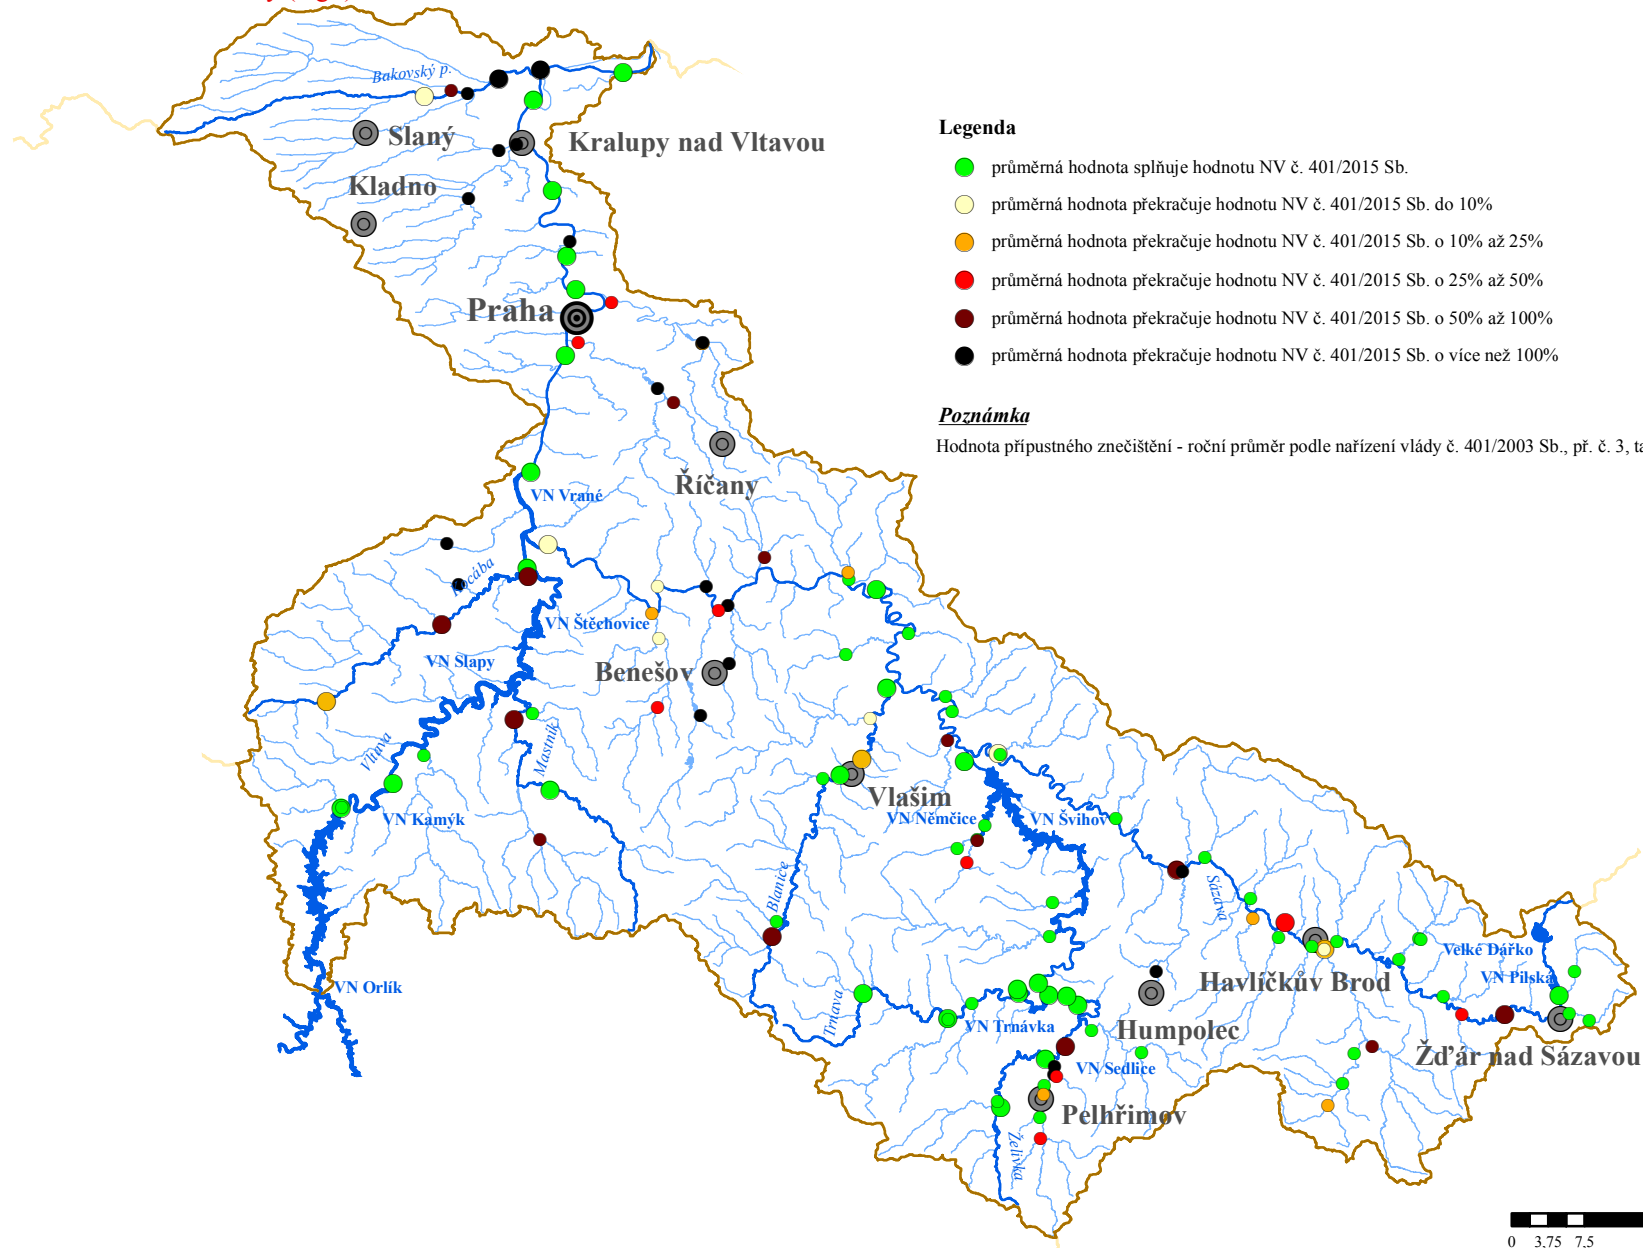 Bakovský p.
Slaný
Kralupy nad Vltavou
Kladno
Praha
Říčany
VN Vrané
Kocába
VN Štěchovice
VN Slapy
Benešov
Vltava
Mastník
VN Kamýk
Vlašim
VN Němčice
VN Švihov
Blanice
Sázava
VN Orlík
Trnava
VN Trnávka
Havlíčkův Brod
Velké Dářko
VN Pilská
Humpolec
VN Sedlice
Žďár nad Sázavou
Pelhřimov
Želivka
Legenda
průměrná hodnota splňuje hodnotu NV č. 401/2015 Sb.
průměrná hodnota překračuje hodnotu NV č. 401/2015 Sb. do 10%
průměrná hodnota překračuje hodnotu NV č. 401/2015 Sb. o 10% až 25%
průměrná hodnota překračuje hodnotu NV č. 401/2015 Sb. o 25% až 50%
průměrná hodnota překračuje hodnotu NV č. 401/2015 Sb. o 50% až 100%
průměrná hodnota překračuje hodnotu NV č. 401/2015 Sb. o více než 100%
Poznámka
Hodnota přípustného znečištění - roční průměr podle nařízení vlády č. 401/2003 Sb., př. č. 3, ta
0 3,75 7,5